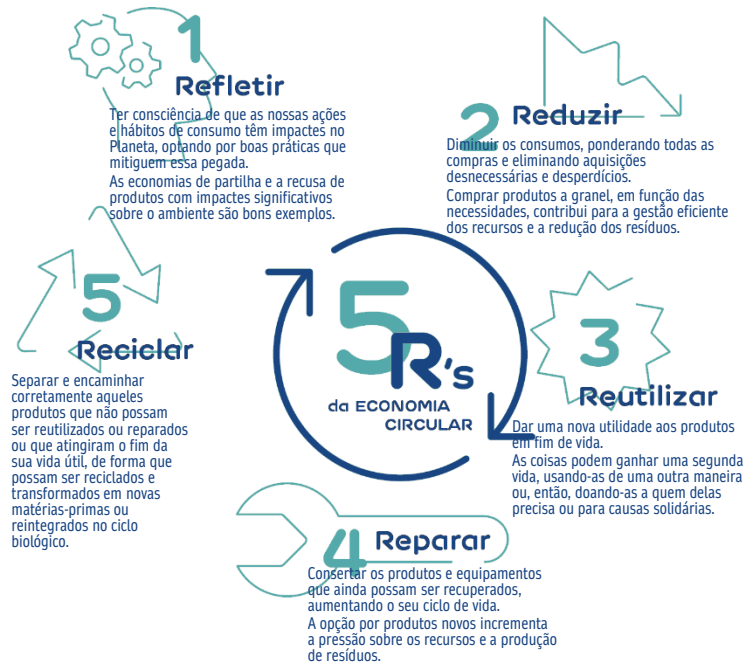 1
Refletir
Ter consciência de que as nossas ações
e hábitos de consumo têm impactes no
Planeta, optando por boas práticas que
mitiguem essa pegada.
As economias de partilha e a recusa de
produtos com impactes significativos
sobre o ambiente são bons exemplos.
2
Reduzir
Diminuir os consumos, ponderando todas as
compras e eliminando aquisições
desnecessárias e desperdícios.
Comprar produtos a granel, em função das
necessidades, contribui para a gestão eficiente
dos recursos e a redução dos resíduos.
5 R's
da ECONOMIA
CIRCULAR
3
Reutilizar
Dar uma nova utilidade aos produtos
em fim de vida.
As coisas podem ganhar uma segunda
vida, usando-as de uma outra maneira
ou, então, doando-as a quem delas
precisa ou para causas solidárias.
4
Reparar
Consertar os produtos e equipamentos
que ainda possam ser recuperados,
aumentando o seu ciclo de vida.
A opção por produtos novos incrementa
a pressão sobre os recursos e a produção
de resíduos.
5
Reciclar
Separar e encaminhar
corretamente aqueles
produtos que não possam
ser reutilizados ou reparados
ou que atingiram o fim da
sua vida útil, de forma que
possam ser reciclados e
transformados em novas
matérias-primas ou
reintegrados no ciclo
biológico.